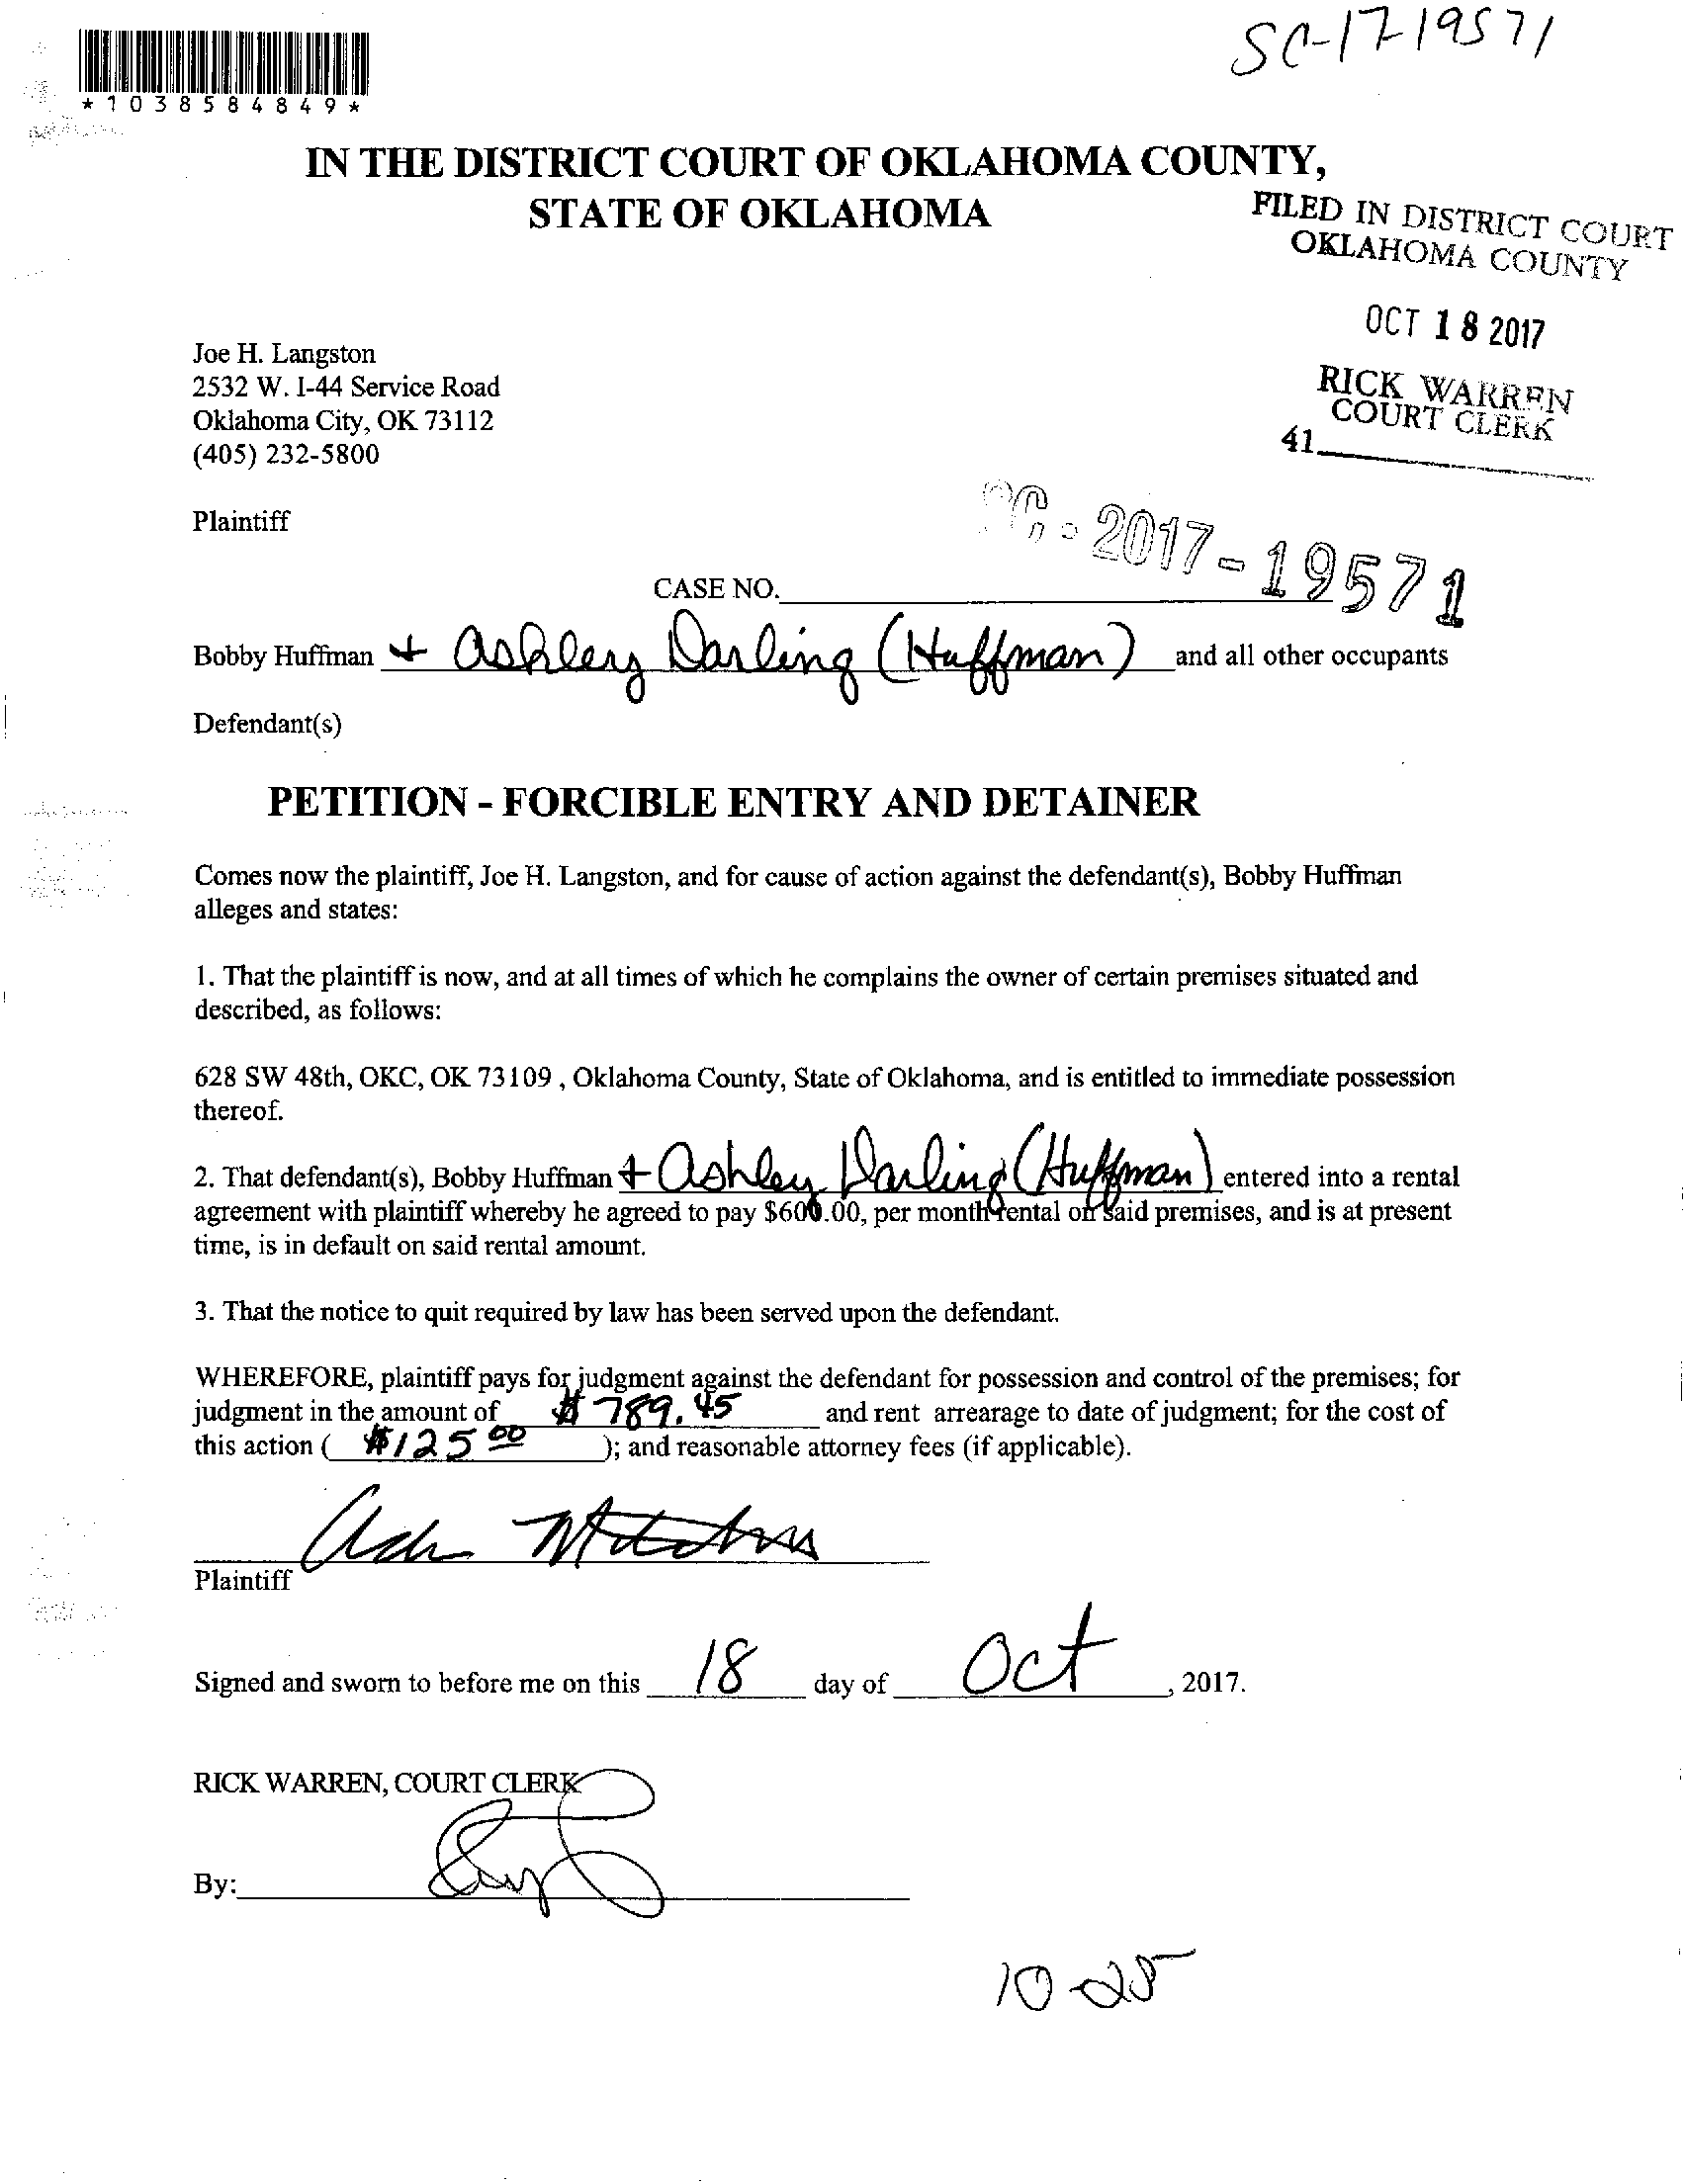 SC-17-19571
*1038584849*
IN THE DISTRICT COURT OF OKLAHOMA COUNTY,
STATE OF OKLAHOMA
FILED IN DISTRICT COURT
OKLAHOMA COUNTY
OCT 18 2017
RICK WARREN
COURT CLERK
41
Joe H. Langston
2532 W. I-44 Service Road
Oklahoma City, OK 73112
(405) 232-5800
Plaintiff
CASE NO. SC-2017-19571
Bobby Huffman + Ashley Darling (Huffman) and all other occupants
Defendant(s)
PETITION - FORCIBLE ENTRY AND DETAINER
Comes now the plaintiff, Joe H. Langston, and for cause of action against the defendant(s), Bobby Huffman
alleges and states:
1. That the plaintiff is now, and at all times of which he complains the owner of certain premises situated and
described, as follows:
628 SW 48th, OKC, OK 73109 , Oklahoma County, State of Oklahoma, and is entitled to immediate possession
thereof.
2. That defendant(s), Bobby Huffman + Ashley Darling (Huffman) entered into a rental
agreement with plaintiff whereby he agreed to pay $600.00, per month rental on said premises, and is at present
time, is in default on said rental amount.
3. That the notice to quit required by law has been served upon the defendant.
WHEREFORE, plaintiff pays for judgment against the defendant for possession and control of the premises; for
judgment in the amount of $789.45 and rent arrearage to date of judgment; for the cost of
this action ( $125 00 ); and reasonable attorney fees (if applicable).
Plaintiff
Signed and sworn to before me on this 18 day of Oct, 2017.
RICK WARREN, COURT CLERK
By:
10-25